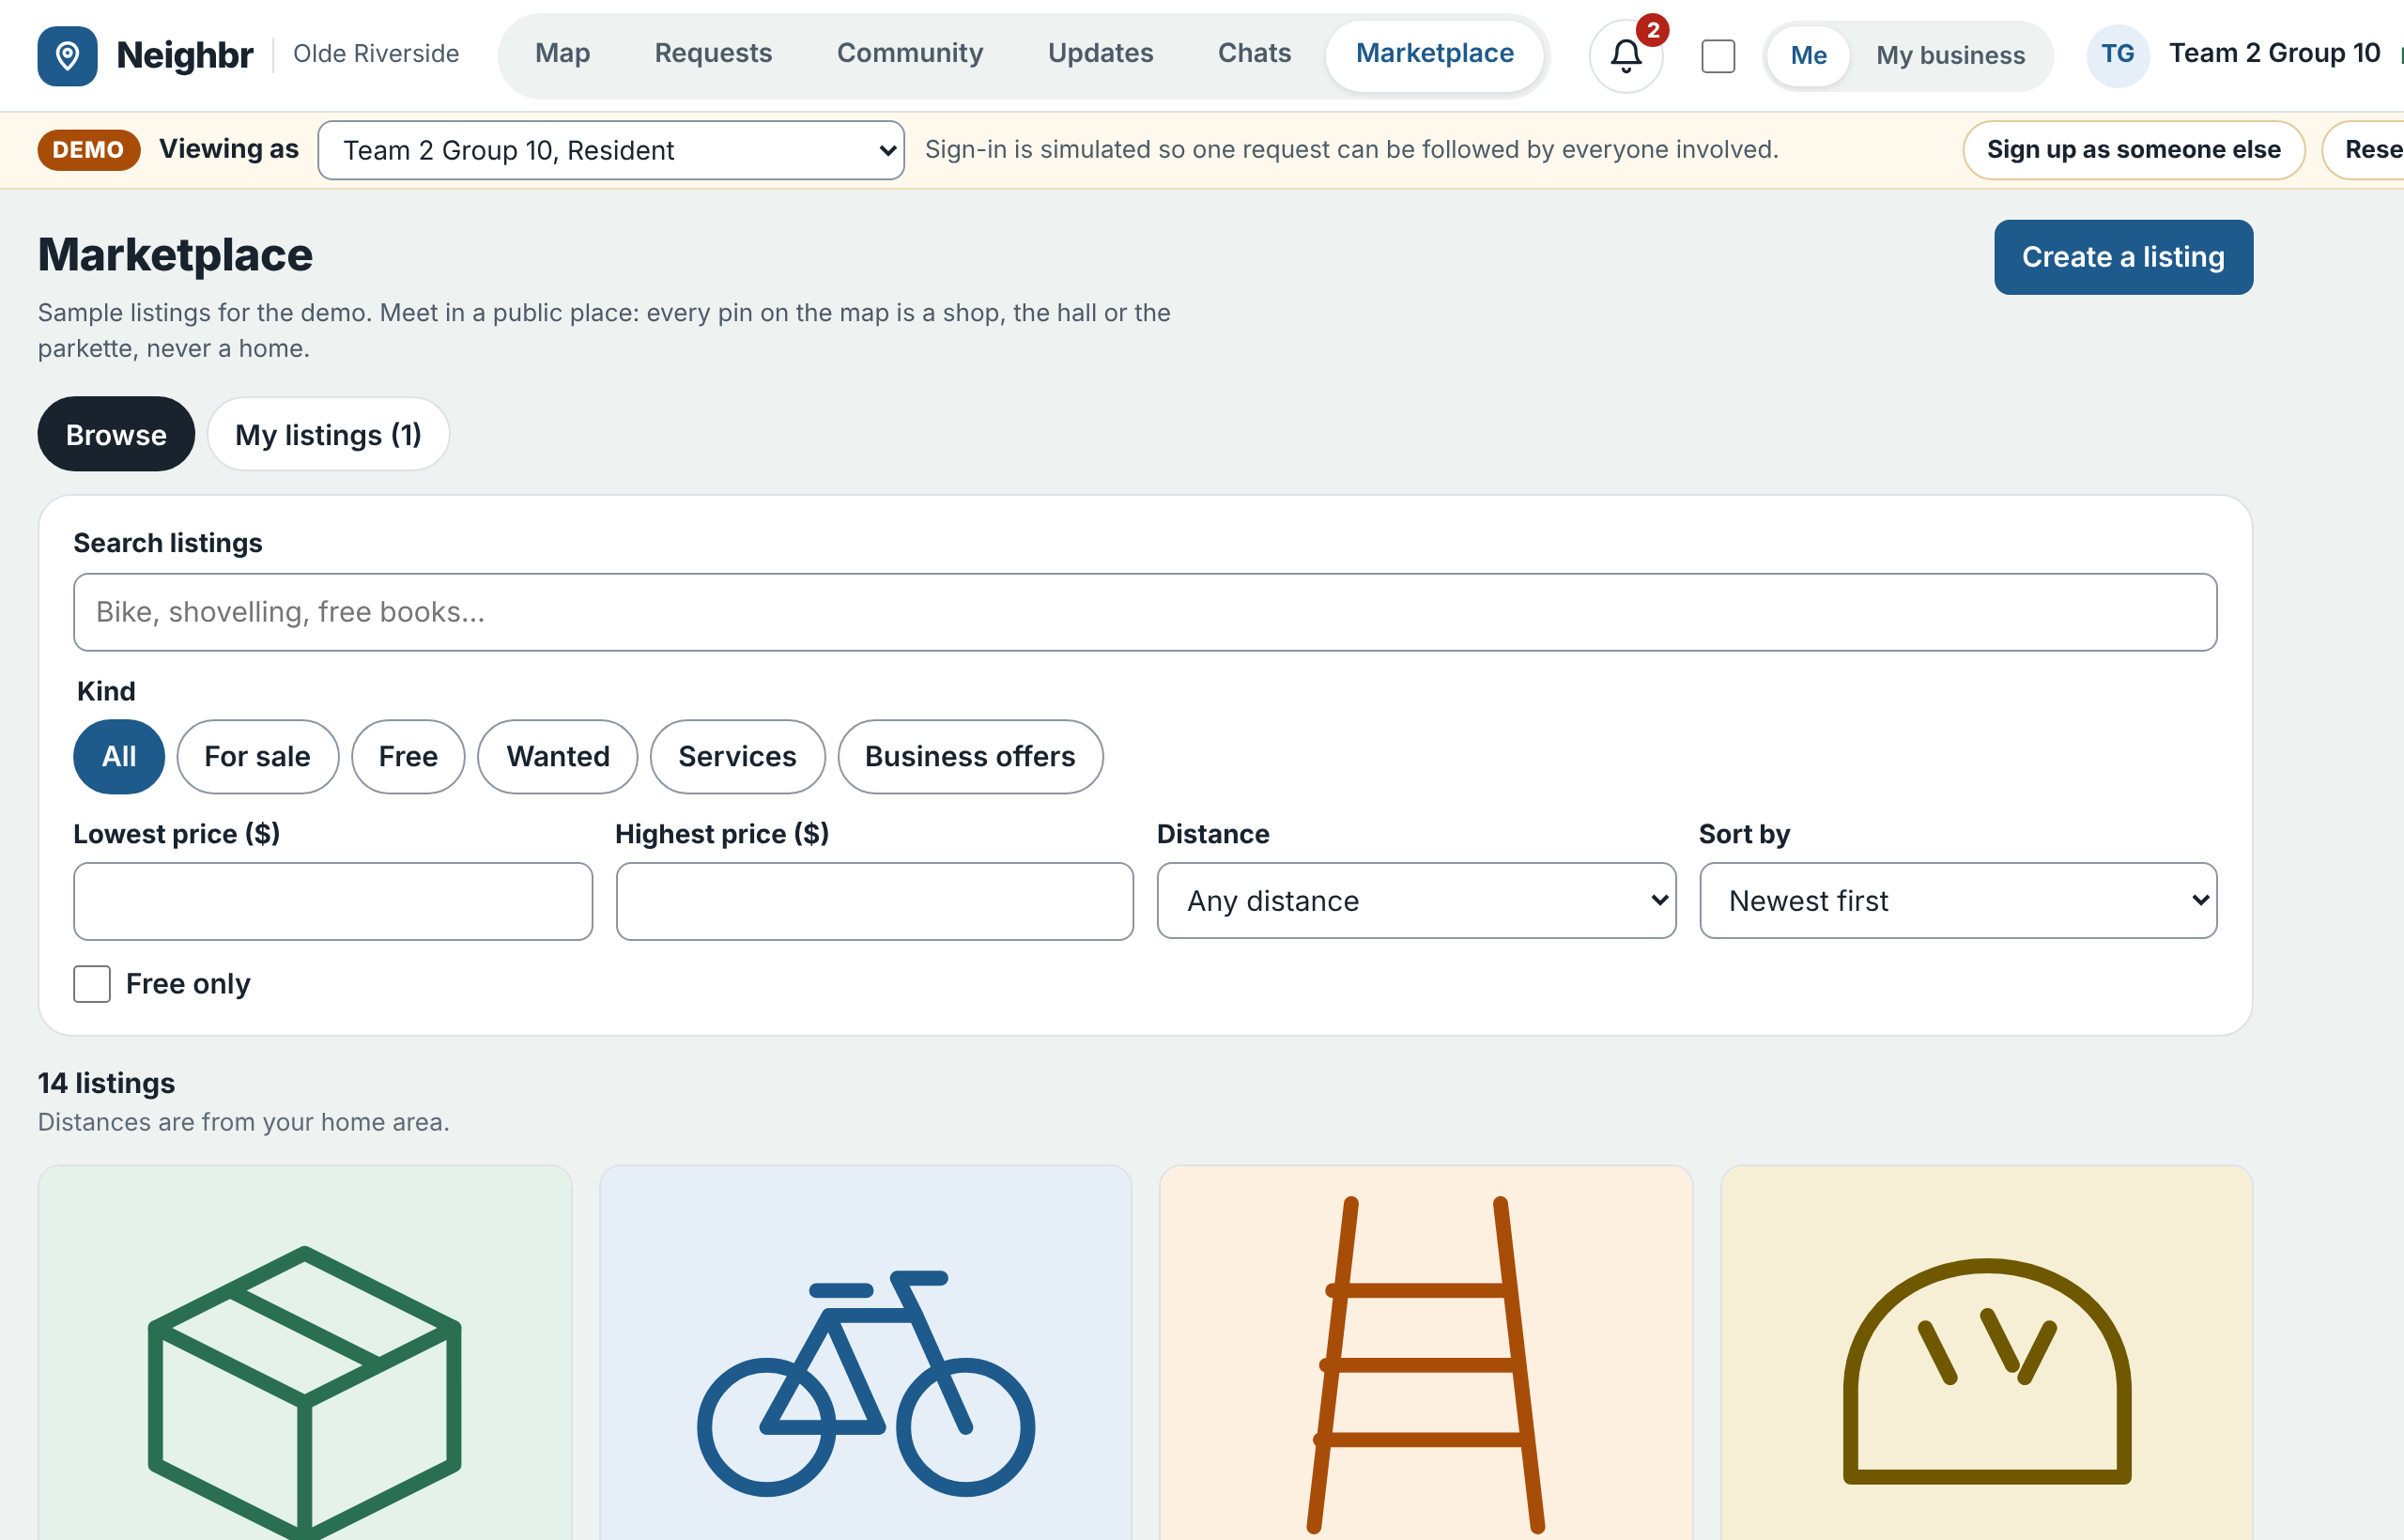 Neighbr
Olde Riverside
Map
Requests
Community
Updates
Chats
Marketplace
2
Me
My business
TG
Team 2 Group 10
DEMO
Viewing as
Team 2 Group 10, Resident
Sign-in is simulated so one request can be followed by everyone involved.
Sign up as someone else
Rese
Marketplace
Create a listing
Sample listings for the demo. Meet in a public place: every pin on the map is a shop, the hall or the
parkette, never a home.
Browse
My listings (1)
Search listings
Bike, shovelling, free books...
Kind
All
For sale
Free
Wanted
Services
Business offers
Lowest price ($)
Highest price ($)
Distance
Sort by
Any distance
Newest first
Free only
14 listings
Distances are from your home area.